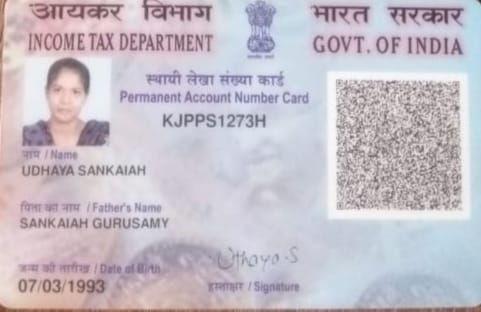 आयकर विभाग
भारत सरकार
INCOME TAX DEPARTMENT
GOVT. OF INDIA
स्थायी लेखा संख्या कार्ड
Permanent Account Number Card
KJPPS1273H
नाम / Name
UDHAYA SANKAIAH
पिता का नाम / Father's Name
SANKAIAH GURUSAMY
जन्म की तारीख / Date of Birth
07/03/1993
Uthaya.S
हस्ताक्षर / Signature